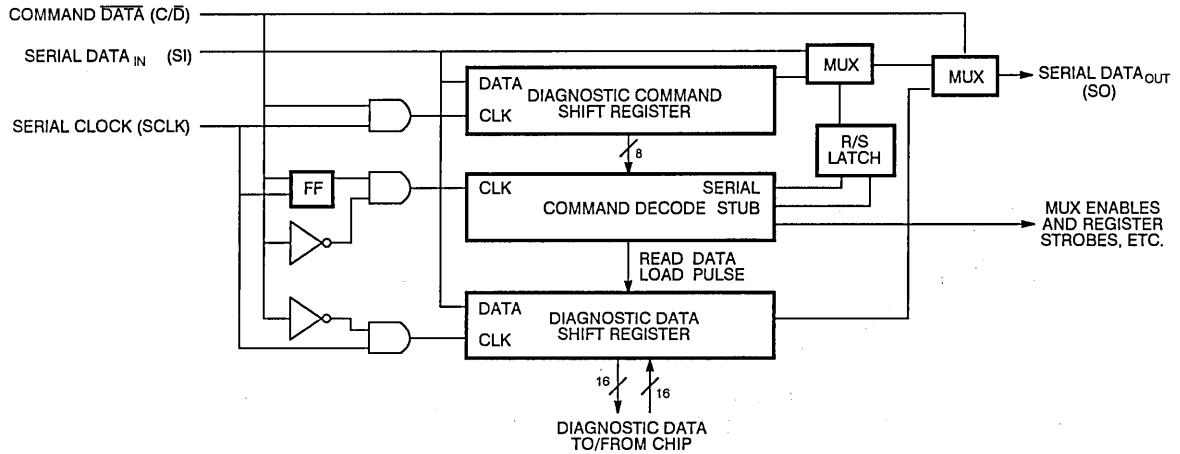 COMMAND DATA (C/D̅)
SERIAL DATA IN (SI)
SERIAL CLOCK (SCLK)
DATA
CLK
DIAGNOSTIC COMMAND
SHIFT REGISTER
MUX
MUX
SERIAL DATA OUT
(SO)
R/S
LATCH
8
FF
CLK
SERIAL
COMMAND DECODE STUB
MUX ENABLES
AND REGISTER
STROBES, ETC.
READ DATA
LOAD PULSE
DATA
CLK
DIAGNOSTIC DATA
SHIFT REGISTER
16
16
DIAGNOSTIC DATA
TO/FROM CHIP